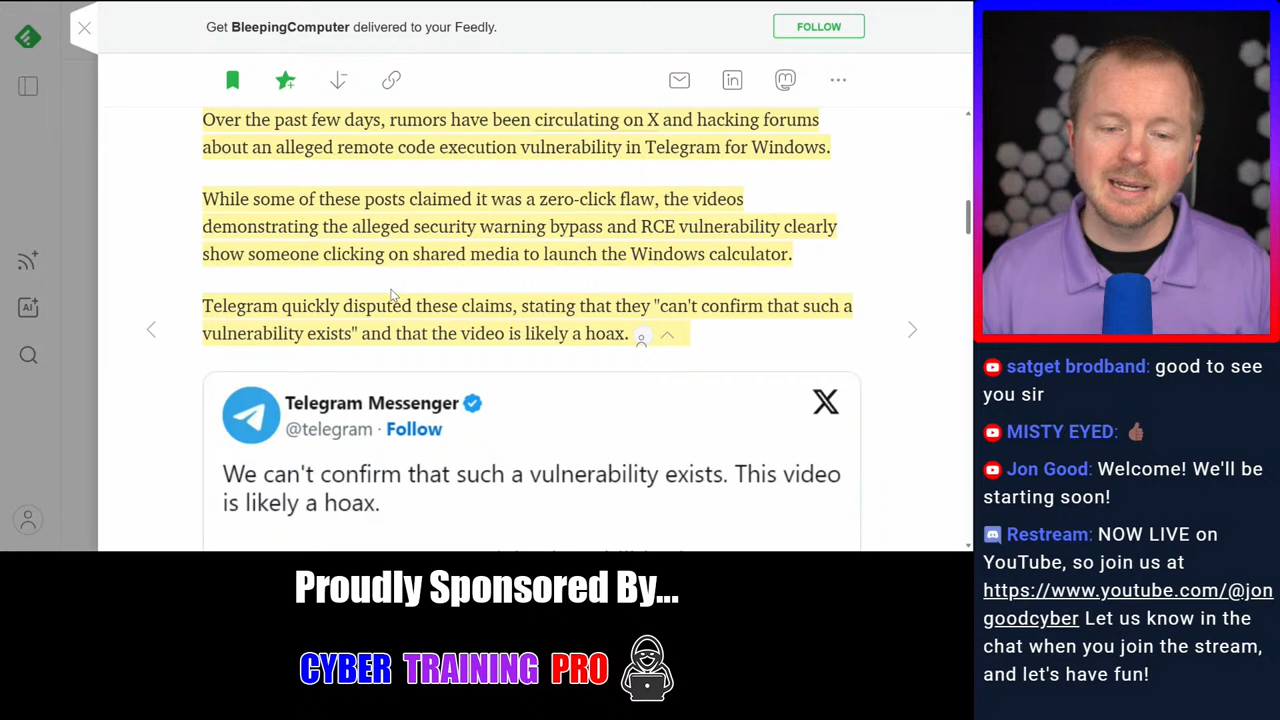 Get BleepingComputer delivered to your Feedly.
FOLLOW
Over the past few days, rumors have been circulating on X and hacking forums
about an alleged remote code execution vulnerability in Telegram for Windows.
While some of these posts claimed it was a zero-click flaw, the videos
demonstrating the alleged security warning bypass and RCE vulnerability clearly
show someone clicking on shared media to launch the Windows calculator.
Telegram quickly disputed these claims, stating that they "can't confirm that such a
vulnerability exists" and that the video is likely a hoax.
Telegram Messenger
@telegram · Follow
We can't confirm that such a vulnerability exists. This video
is likely a hoax.
AI
Proudly Sponsored By...
CYBER TRAINING PRO
satget brodband: good to see
you sir
MISTY EYED: 👍🏾
Jon Good: Welcome! We'll be
starting soon!
Restream: NOW LIVE on
YouTube, so join us at
https://www.youtube.com/@jon
goodcyber Let us know in the
chat when you join the stream,
and let's have fun!